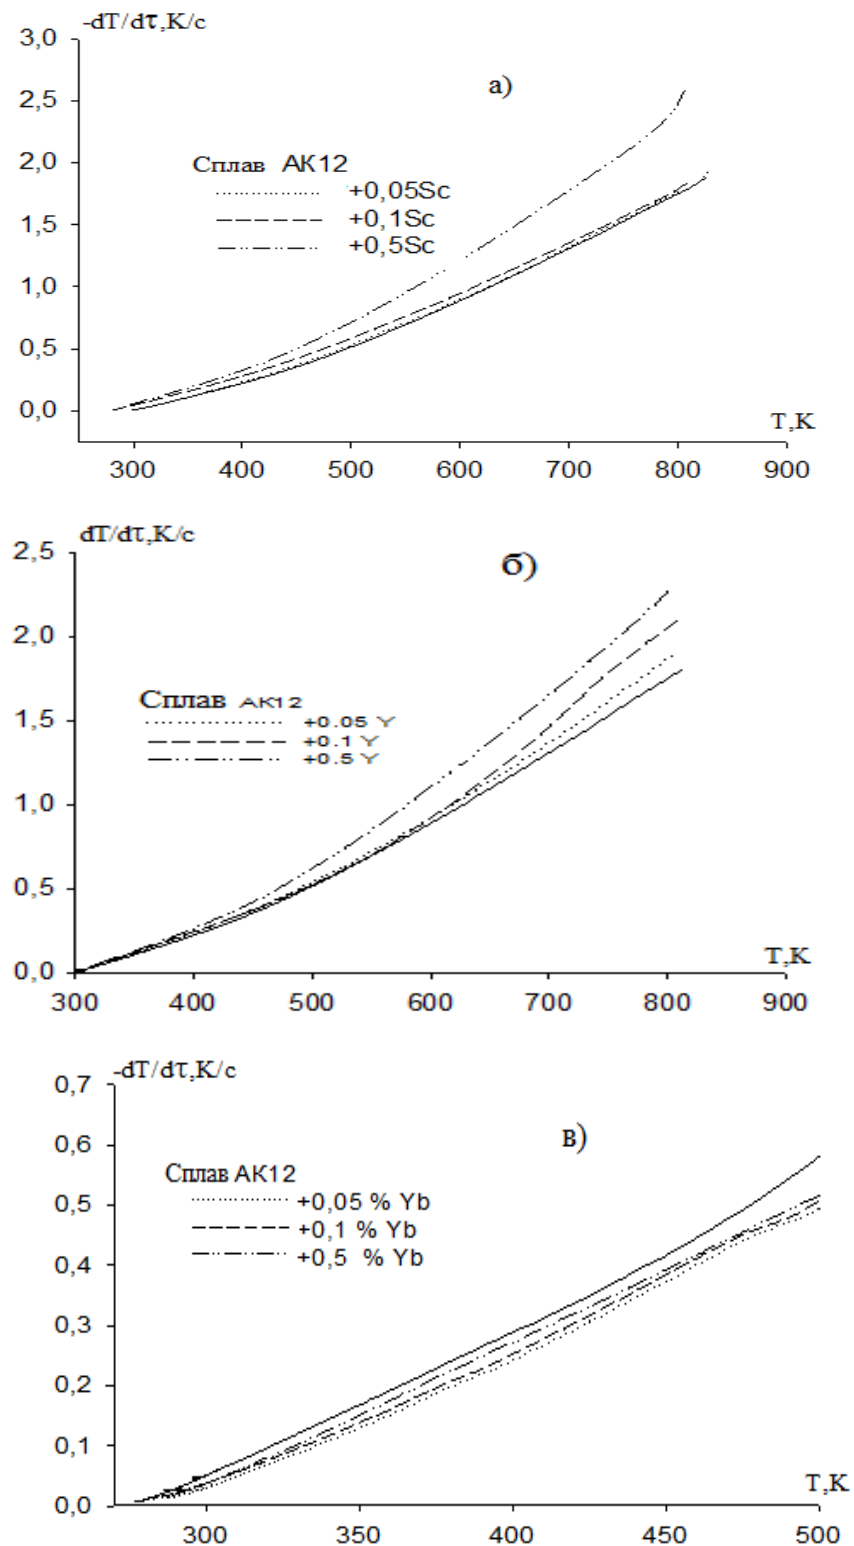 -dT/dτ,K/c
3,0
а)
2,5
Сплав АК12
2,0
+0,05Sc
+0,1Sc
1,5
+0,5Sc
1,0
0,5
0,0
T,K
300 400 500 600 700 800 900
dT/dτ,K/c
2,5
б)
2,0
Сплав АК12
1,5
+0.05 Y
+0.1 Y
+0.5 Y
1,0
0,5
T,K
0,0
300 400 500 600 700 800 900
-dT/dτ,K/c
0,7
в)
0,6
Сплав АК12
0,5
+0,05 % Yb
+0,1 % Yb
+0,5 % Yb
0,4
0,3
0,2
0,1
T,K
0,0
300 350 400 450 500